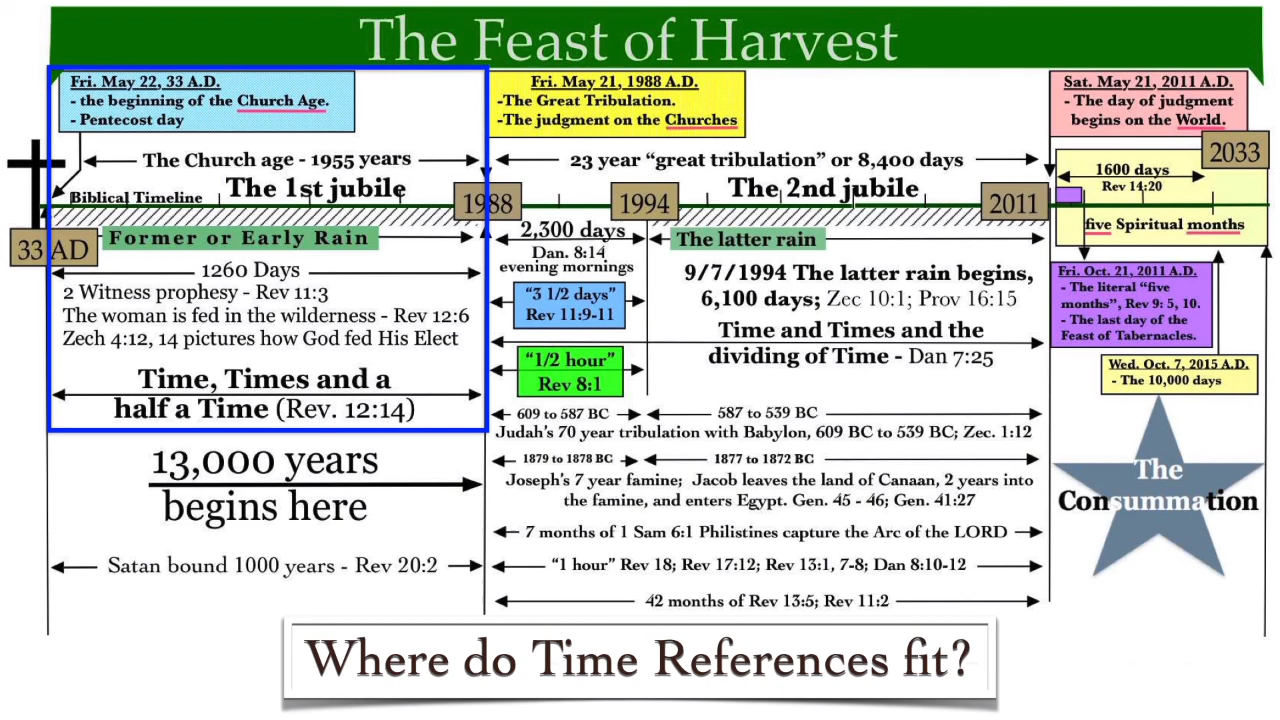 The Feast of Harvest
Fri. May 22, 33 A.D.
- the beginning of the Church Age.
- Pentecost day
Fri. May 21, 1988 A.D.
-The Great Tribulation.
-The judgment on the Churches
Sat. May 21, 2011 A.D.
- The day of judgment
begins on the World.
2033
The Church age - 1955 years
23 year “great tribulation” or 8,400 days
1600 days
Rev 14:20
Biblical Timeline
The 1st jubile
1988
1994
The 2nd jubile
2011
five Spiritual months
33 AD
Former or Early Rain
2,300 days
Dan. 8:14
evening mornings
The latter rain
1260 Days
2 Witness prophesy - Rev 11:3
The woman is fed in the wilderness - Rev 12:6
Zech 4:12, 14 pictures how God fed His Elect
“3 1/2 days”
Rev 11:9-11
9/7/1994 The latter rain begins,
6,100 days; Zec 10:1; Prov 16:15
Fri. Oct. 21, 2011 A.D.
- The literal “five
months”, Rev 9: 5, 10.
- The last day of the
Feast of Tabernacles.
Time and Times and the
dividing of Time - Dan 7:25
“1/2 hour”
Rev 8:1
Wed. Oct. 7, 2015 A.D.
- The 10,000 days
Time, Times and a
half a Time (Rev. 12:14)
609 to 587 BC
587 to 539 BC
Judah's 70 year tribulation with Babylon, 609 BC to 539 BC; Zec. 1:12
13,000 years
begins here
1879 to 1878 BC
1877 to 1872 BC
Joseph's 7 year famine; Jacob leaves the land of Canaan, 2 years into
the famine, and enters Egypt. Gen. 45 - 46; Gen. 41:27
The
Consummation
7 months of 1 Sam 6:1 Philistines capture the Arc of the LORD
Satan bound 1000 years - Rev 20:2
“1 hour” Rev 18; Rev 17:12; Rev 13:1, 7-8; Dan 8:10-12
42 months of Rev 13:5; Rev 11:2
Where do Time References fit?